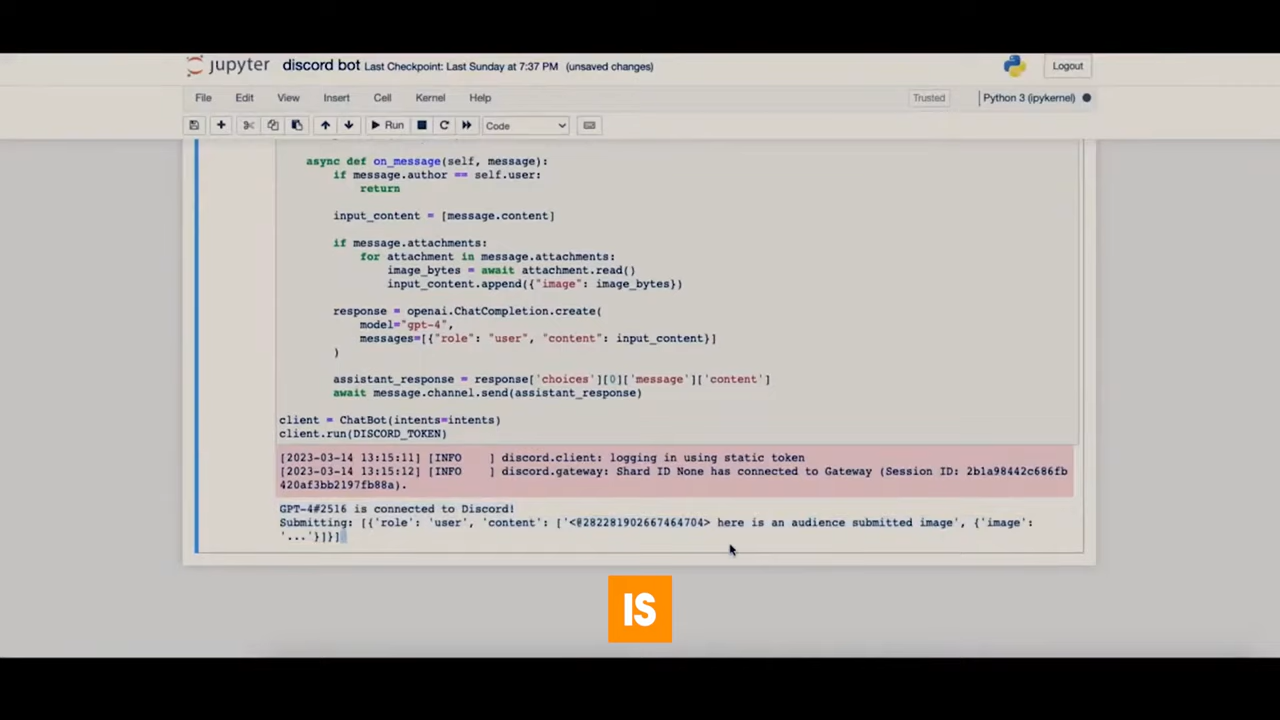 jupyter discord bot Last Checkpoint: Last Sunday at 7:37 PM (unsaved changes) Logout
File Edit View Insert Cell Kernel Help Trusted Python 3 (ipykernel)
Run Code
async def on_message(self, message):
if message.author == self.user:
return
input_content = [message.content]
if message.attachments:
for attachment in message.attachments:
image_bytes = await attachment.read()
input_content.append({"image": image_bytes})
response = openai.ChatCompletion.create(
model="gpt-4",
messages=[{"role": "user", "content": input_content}]
)
assistant_response = response['choices'][0]['message']['content']
await message.channel.send(assistant_response)
client = ChatBot(intents=intents)
client.run(DISCORD_TOKEN)
[2023-03-14 13:15:11] [INFO    ] discord.client: logging in using static token
[2023-03-14 13:15:12] [INFO    ] discord.gateway: Shard ID None has connected to Gateway (Session ID: 2b1a98442c686fb
420af3bb2197fb88a).
GPT-4#2516 is connected to Discord!
Submitting: [{'role': 'user', 'content': ['<@282281902667464704> here is an audience submitted image', {'image':
'...'}]}]
IS